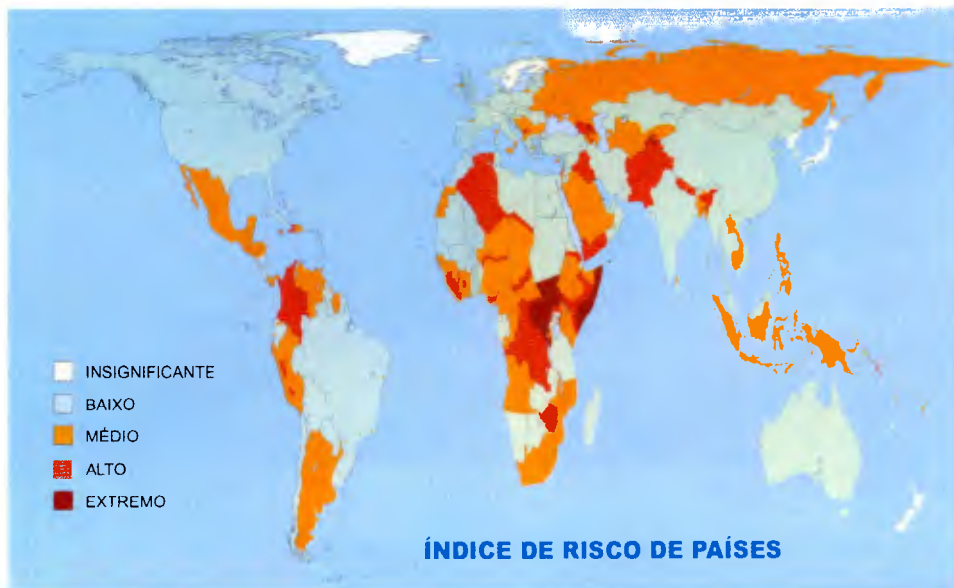 INSIGNIFICANTE
BAIXO
MÉDIO
ALTO
EXTREMO
ÍNDICE DE RISCO DE PAÍSES